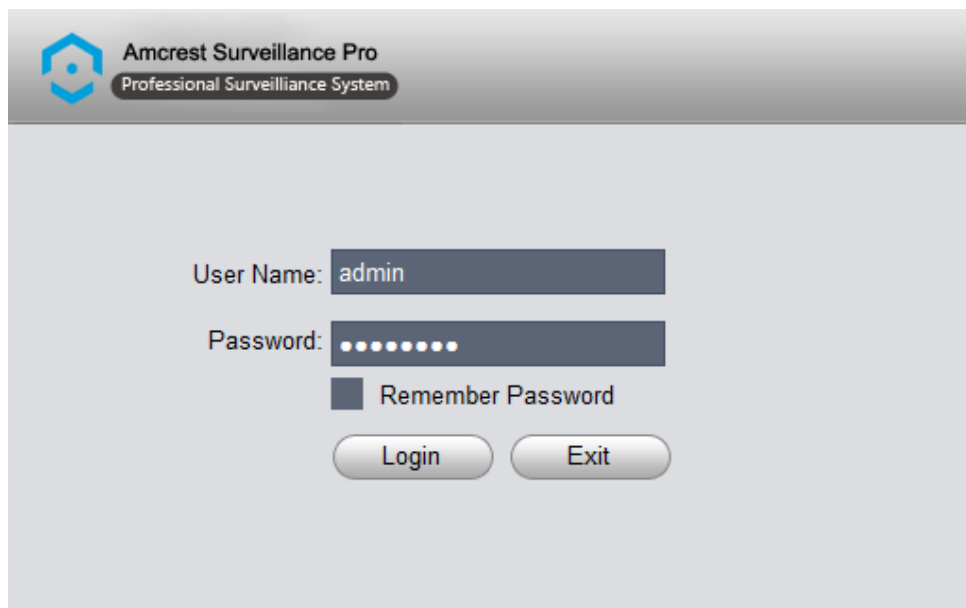 Amcrest Surveillance Pro
Professional Surveilliance System
User Name: admin
Password: ••••••••
Remember Password
Login Exit